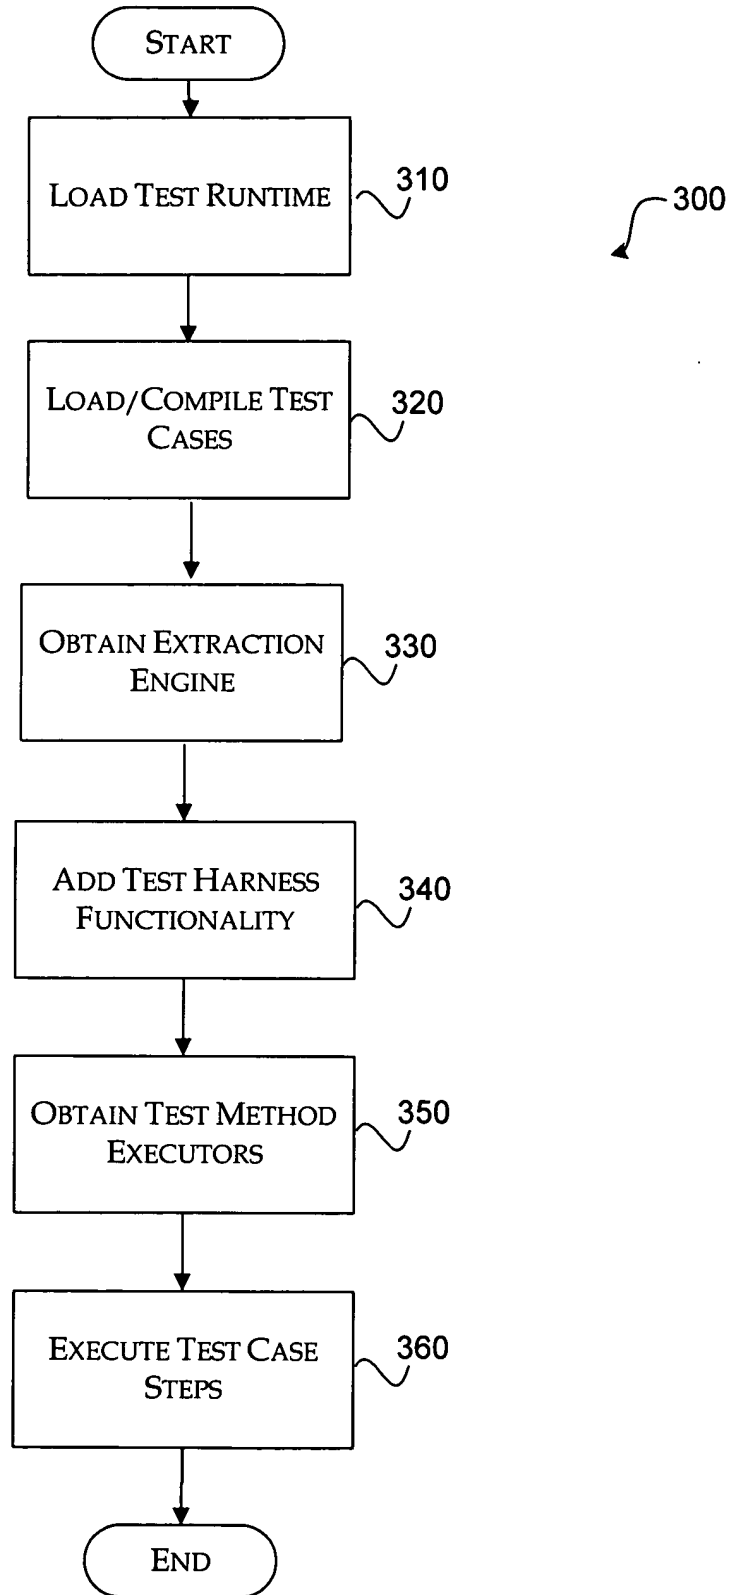 START
LOAD TEST RUNTIME
310
300
LOAD/COMPILE TEST
CASES
320
OBTAIN EXTRACTION
ENGINE
330
ADD TEST HARNESS
FUNCTIONALITY
340
OBTAIN TEST METHOD
EXECUTORS
350
EXECUTE TEST CASE
STEPS
360
END